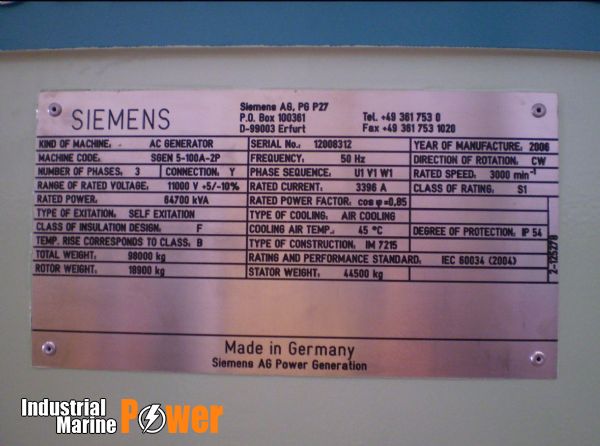 SIEMENS
Siemens AG, PG P27
P.O. Box 100361
D-99003 Erfurt
Tel. +49 361 753 0
Fax +49 361 753 1020
KIND OF MACHINE. AC GENERATOR SERIAL No. 12008312 YEAR OF MANUFACTURE. 2006
MACHINE CODE. SGEN 5-100A-2P FREQUENCY. 50 Hz DIRECTION OF ROTATION. CW
NUMBER OF PHASES. 3 CONNECTION. Y PHASE SEQUENCE. U1 V1 W1 RATED SPEED. 3000 min⁻¹
RANGE OF RATED VOLTAGE. 11000 V +5/-10% RATED CURRENT. 3396 A CLASS OF RATING. S1
RATED POWER. 64700 kVA RATED POWER FACTOR. cos φ=0,85
TYPE OF EXITATION. SELF EXITATION TYPE OF COOLING. AIR COOLING
CLASS OF INSULATION DESIGN. F COOLING AIR TEMP. 45 °C DEGREE OF PROTECTION. IP 54
TEMP. RISE CORRESPONDS TO CLASS. B TYPE OF CONSTRUCTION. IM 7215
TOTAL WEIGHT. 98000 kg RATING AND PERFORMANCE STANDARD. IEC 60034 (2004)
ROTOR WEIGHT. 18900 kg STATOR WEIGHT. 44500 kg
2-125278
Made in Germany
Siemens AG Power Generation
Industrial
Marine
Power